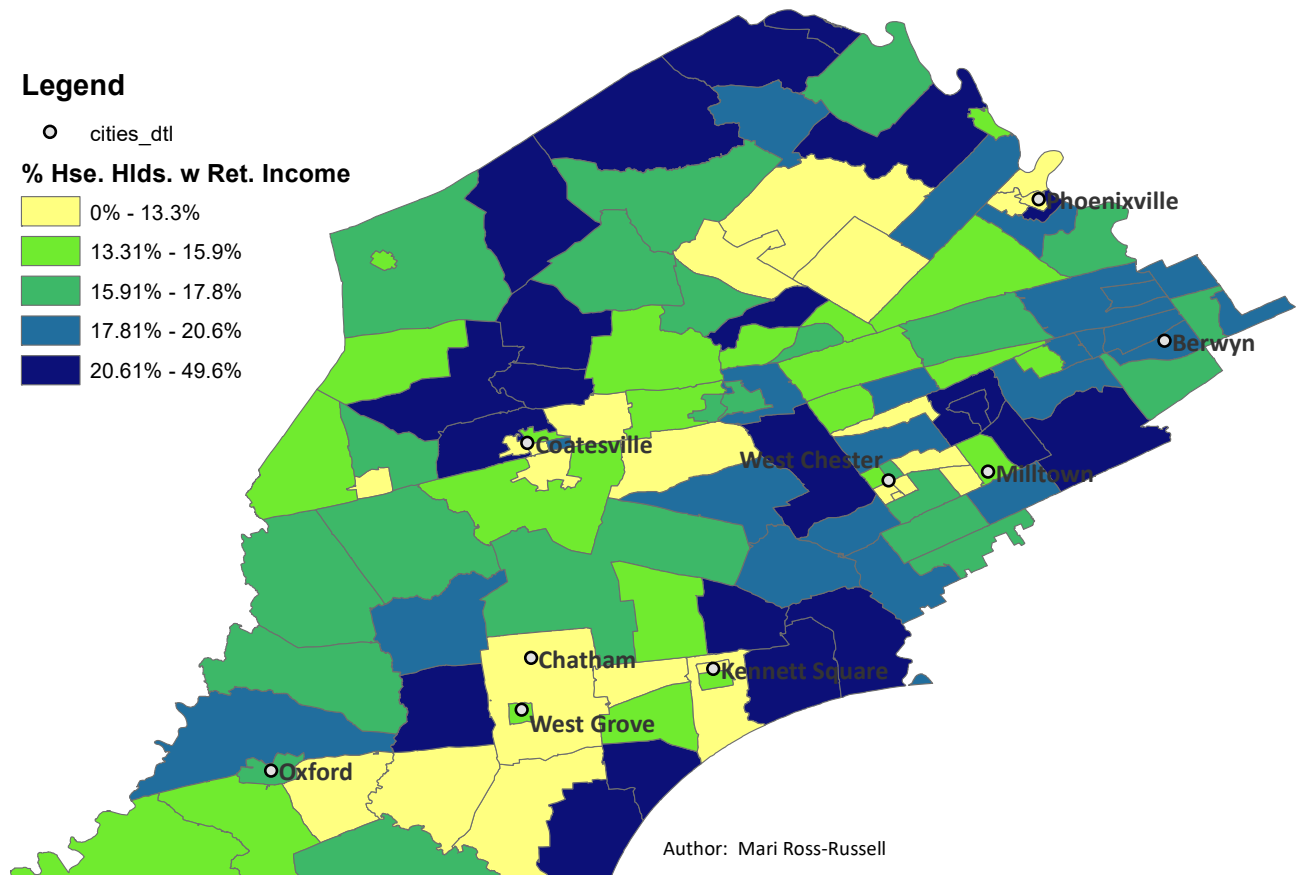 Legend
cities_dtl
% Hse. Hlds. w Ret. Income
0% - 13.3%
13.31% - 15.9%
15.91% - 17.8%
17.81% - 20.6%
20.61% - 49.6%
Phoenixville
Berwyn
Coatesville
West Chester
Milltown
Chatham
Kennett Square
West Grove
Oxford
Author: Mari Ross-Russell